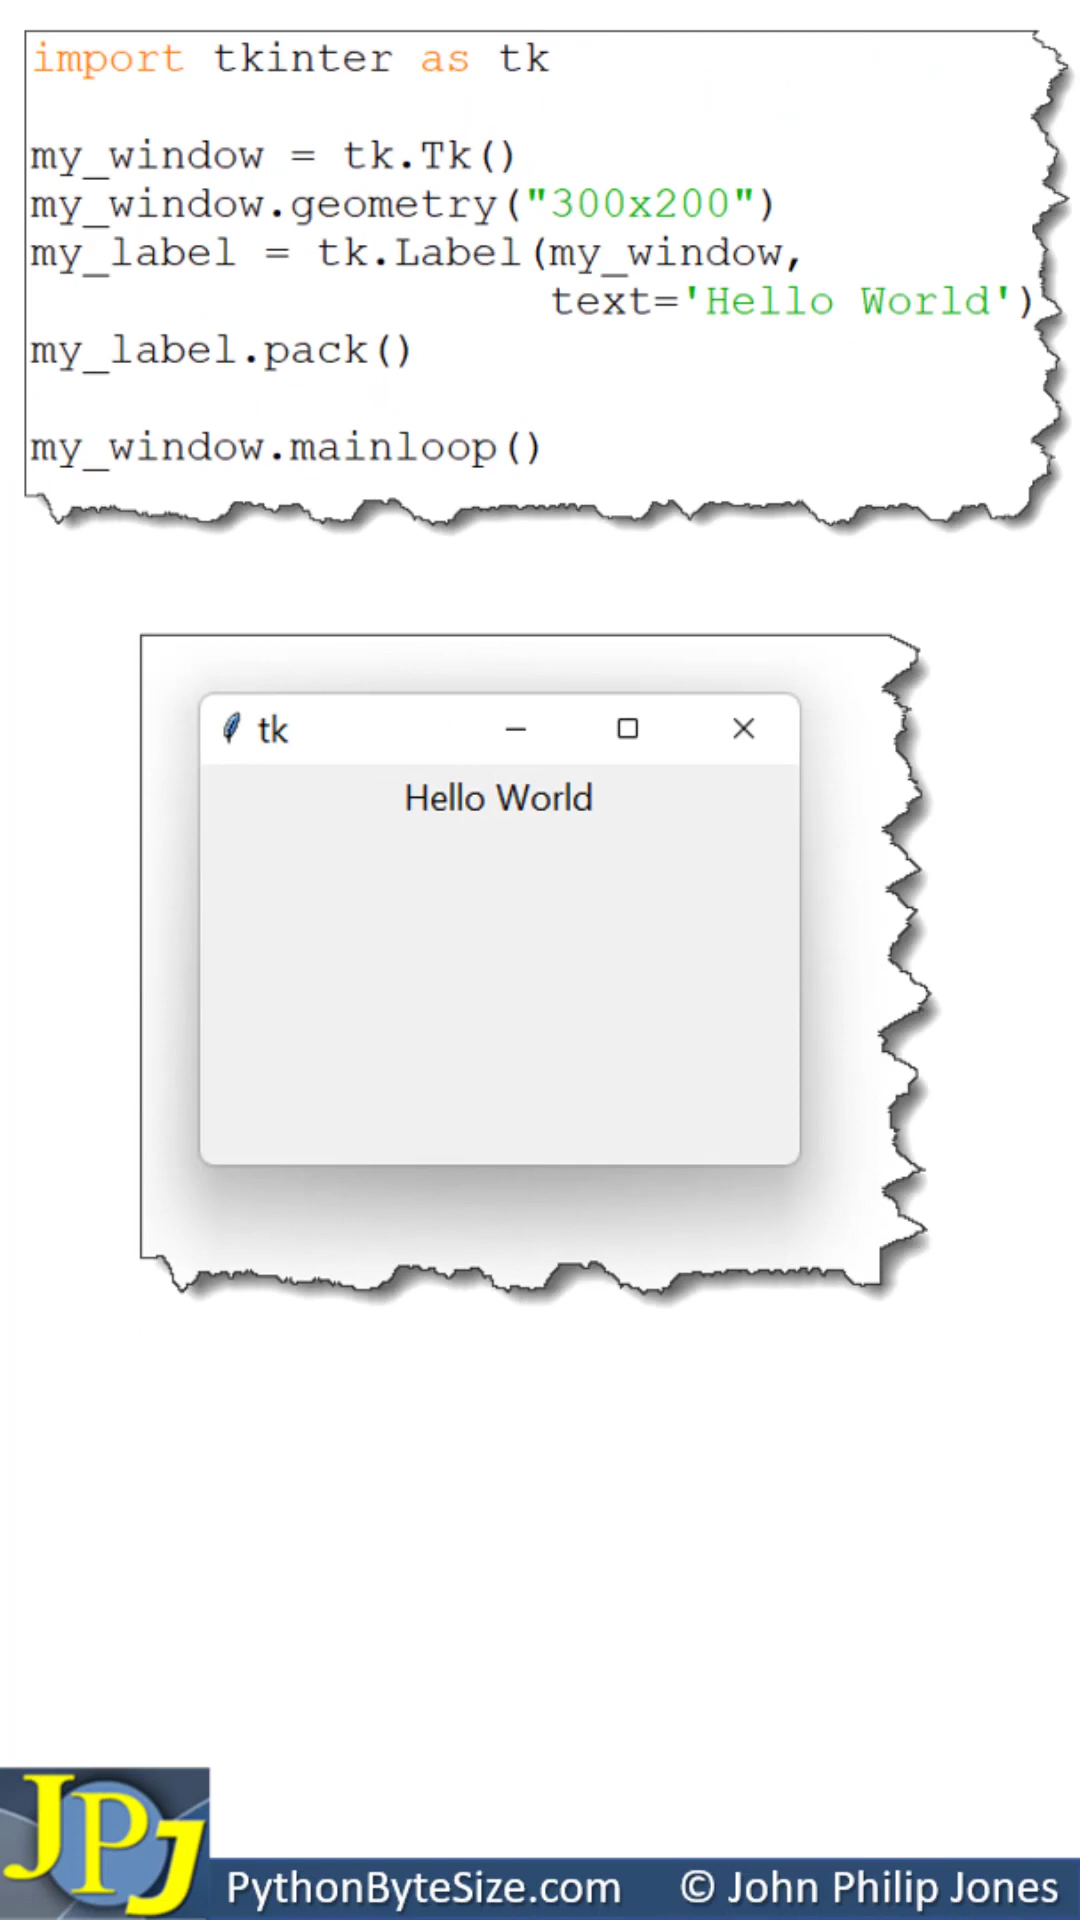 import tkinter as tk
my_window = tk.Tk()
my_window.geometry("300x200")
my_label = tk.Label(my_window,
                    text='Hello World')
my_label.pack()
my_window.mainloop()
tk
Hello World
JPJ
PythonByteSize.com © John Philip Jones